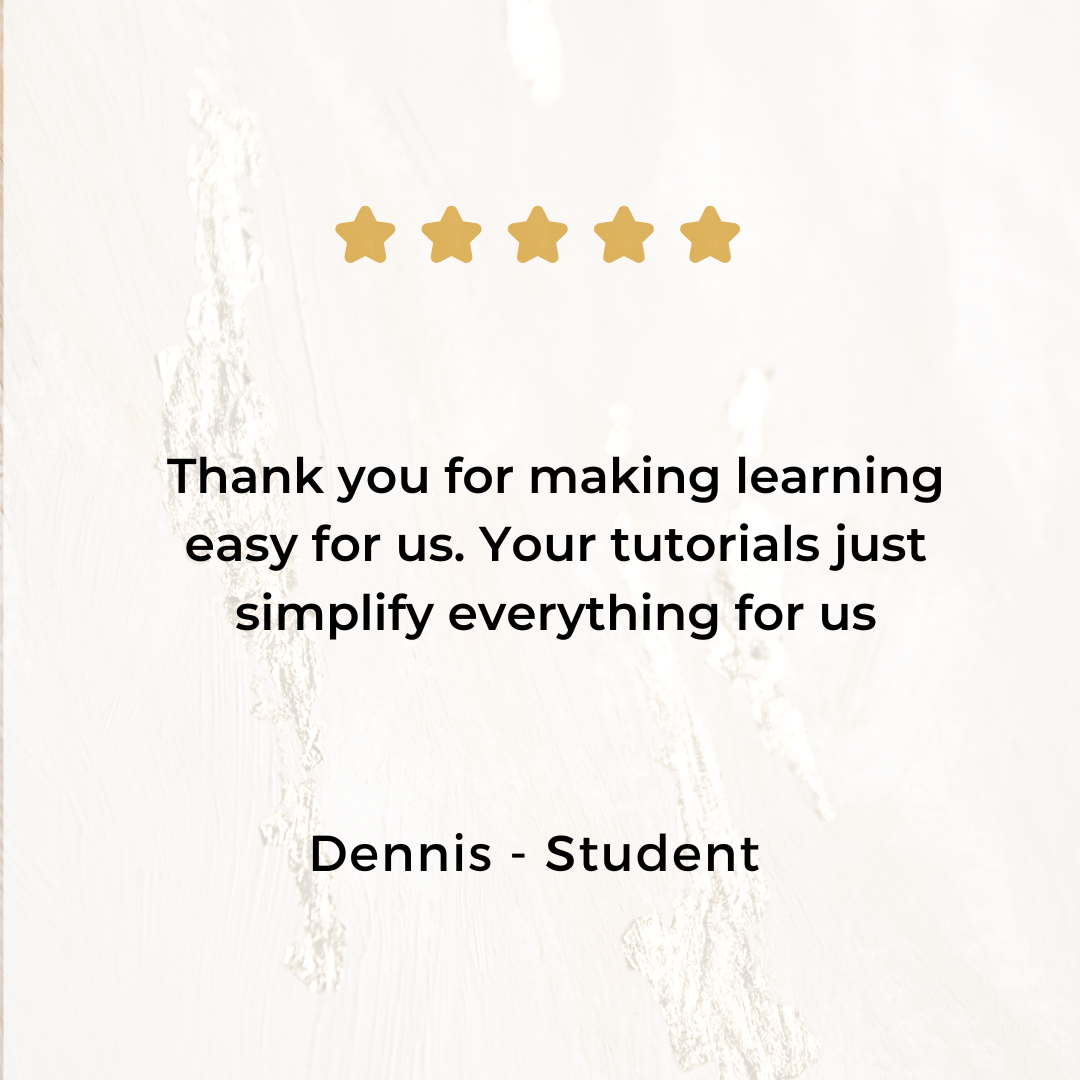 Thank you for making learning
easy for us. Your tutorials just
simplify everything for us
Dennis - Student